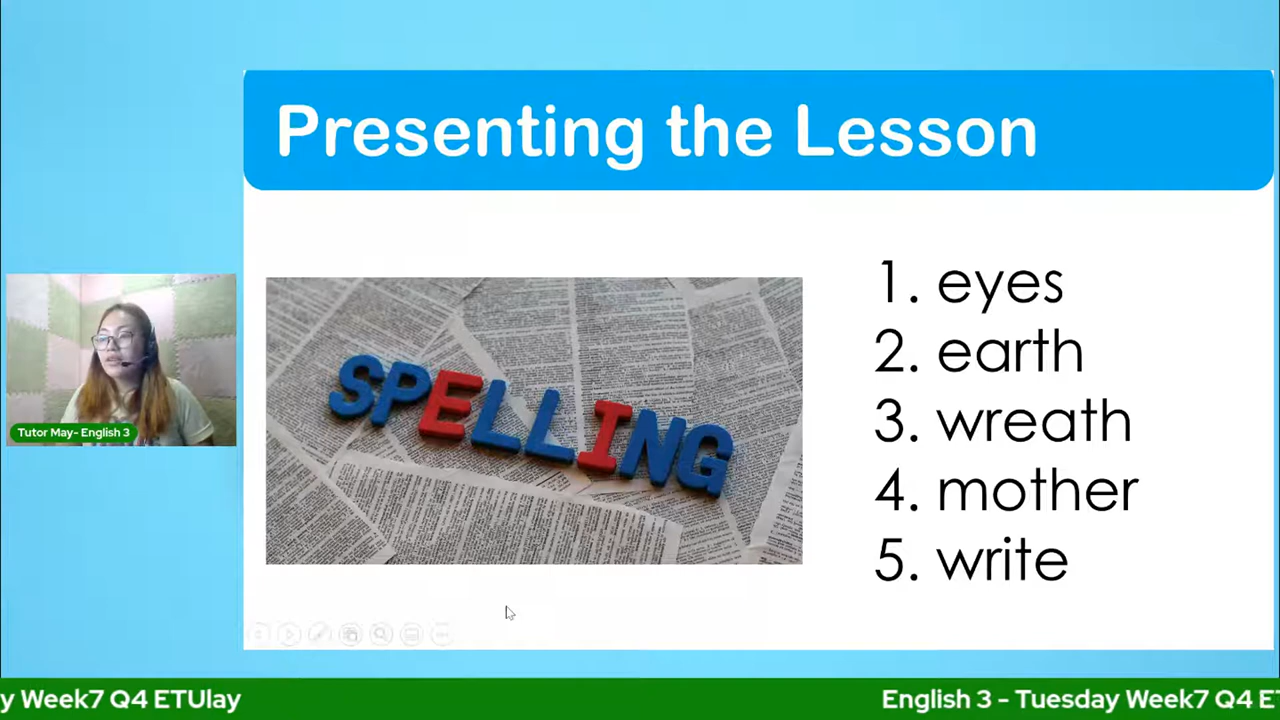 Presenting the Lesson
SPELLING
1. eyes
2. earth
3. wreath
4. mother
5. write
Tutor May- English 3
y Week7 Q4 ETUlay
English 3 - Tuesday Week7 Q4 ET